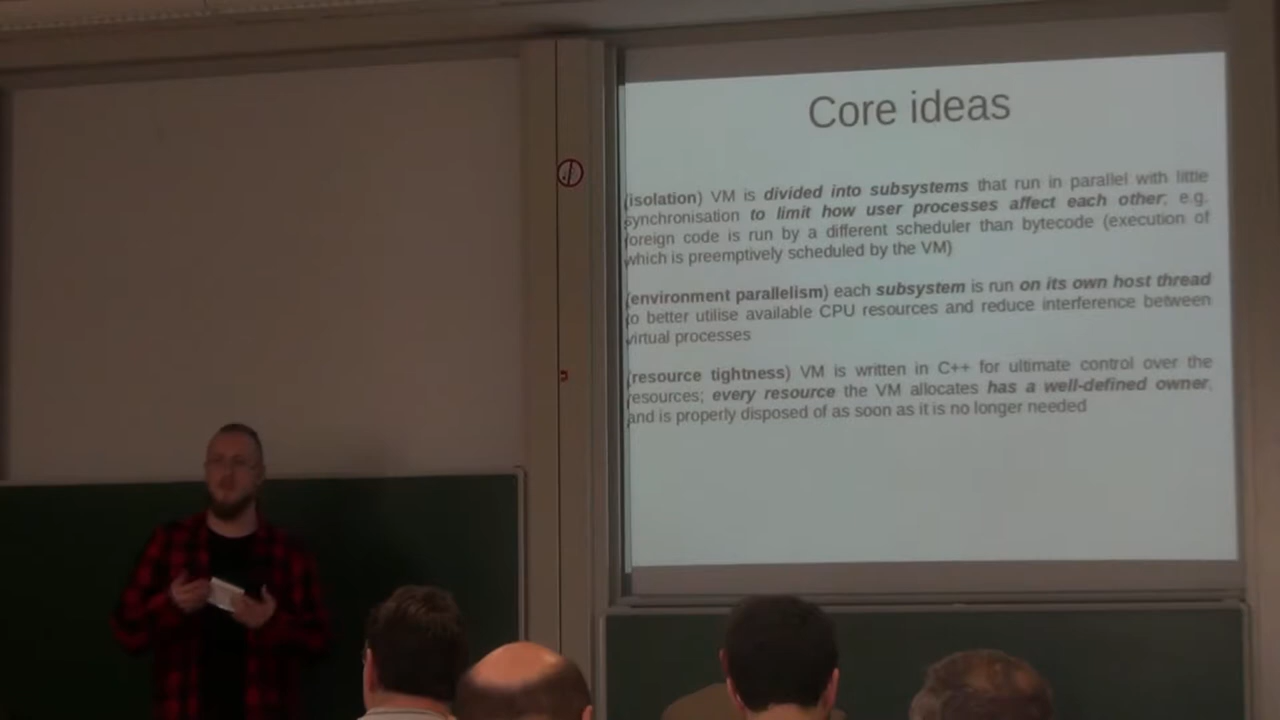 Core ideas
(isolation) VM is divided into subsystems that run in parallel with little
synchronisation to limit how user processes affect each other; e.g.
foreign code is run by a different scheduler than bytecode (execution of
which is preemptively scheduled by the VM)
(environment parallelism) each subsystem is run on its own host thread
to better utilise available CPU resources and reduce interference between
virtual processes
(resource tightness) VM is written in C++ for ultimate control over the
resources; every resource the VM allocates has a well-defined owner,
and is properly disposed of as soon as it is no longer needed